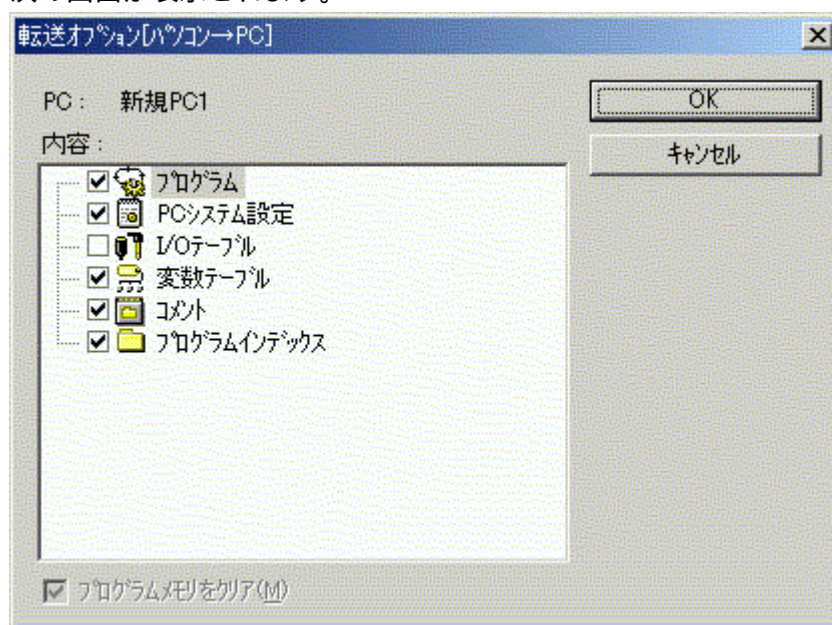 次の画面が表示されます。
転送ｵﾌﾟｼｮﾝ[ﾊﾟｿｺﾝ→PC]
PC： 新規PC1
OK
内容：
ｷｬﾝｾﾙ
ﾌﾟﾛｸﾞﾗﾑ
PCｼｽﾃﾑ設定
I/Oﾃｰﾌﾞﾙ
変数ﾃｰﾌﾞﾙ
ｺﾒﾝﾄ
ﾌﾟﾛｸﾞﾗﾑｲﾝﾃﾞｯｸｽ
ﾌﾟﾛｸﾞﾗﾑﾒﾓﾘをｸﾘｱ(M)